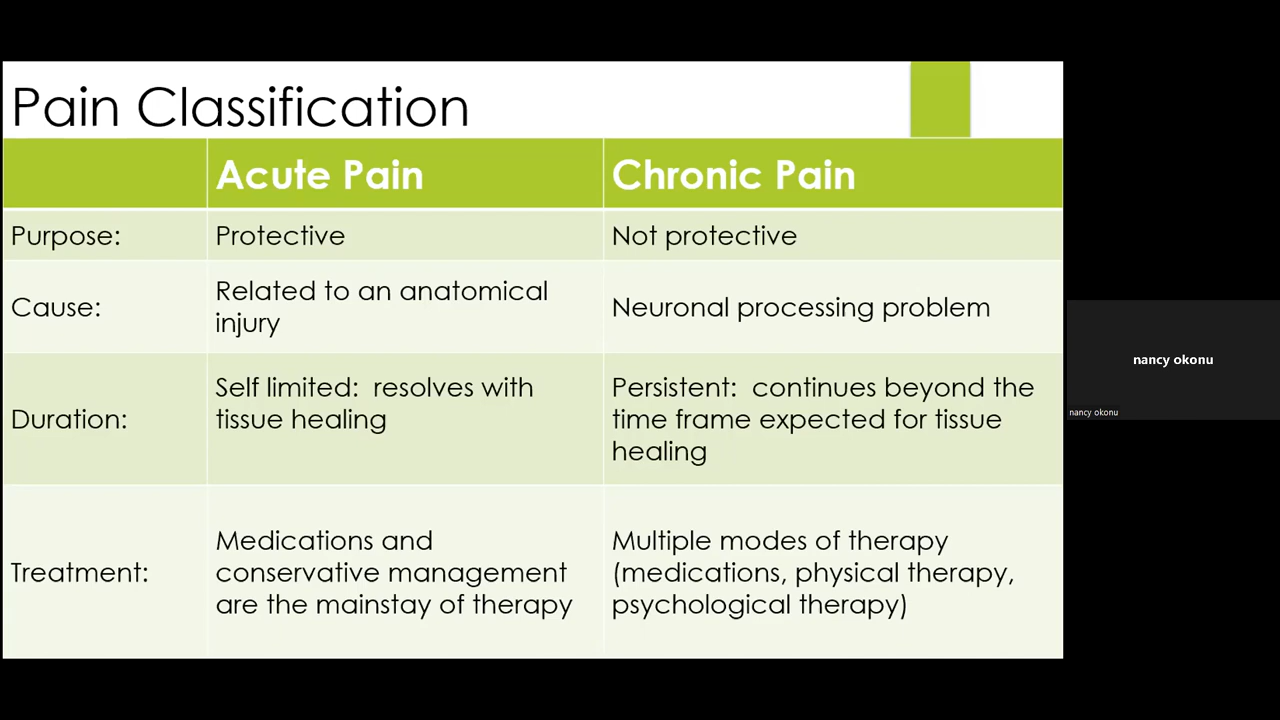 Pain Classification
Acute Pain
Chronic Pain
Purpose:
Protective
Not protective
Cause:
Related to an anatomical
injury
Neuronal processing problem
Duration:
Self limited:  resolves with
tissue healing
Persistent:  continues beyond the
time frame expected for tissue
healing
Treatment:
Medications and
conservative management
are the mainstay of therapy
Multiple modes of therapy
(medications, physical therapy,
psychological therapy)
nancy okonu
nancy okonu